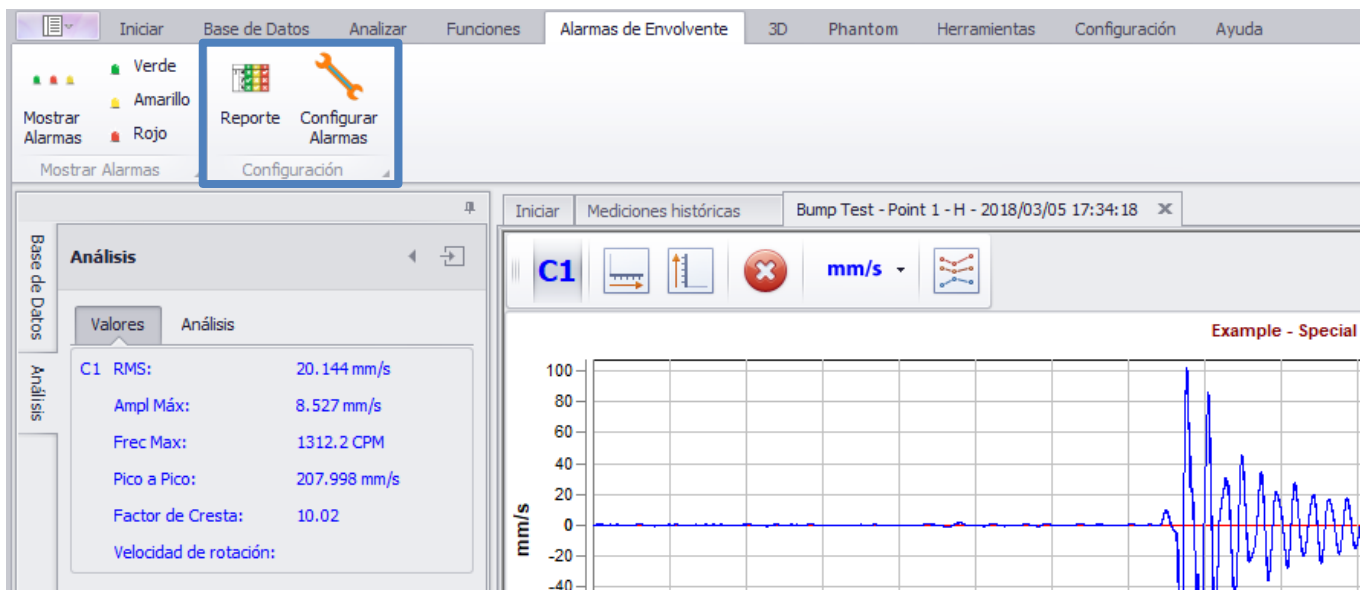 Iniciar Base de Datos Analizar Funciones Alarmas de Envolvente 3D Phantom Herramientas Configuración Ayuda
Verde
Amarillo
Rojo
Mostrar
Alarmas
Mostrar Alarmas
Reporte
Configurar
Alarmas
Configuración
Base de Datos
Análisis
Análisis
Valores Análisis
C1 RMS: 20.144 mm/s
Ampl Máx: 8.527 mm/s
Frec Max: 1312.2 CPM
Pico a Pico: 207.998 mm/s
Factor de Cresta: 10.02
Velocidad de rotación:
Iniciar Mediciones históricas Bump Test - Point 1 - H - 2018/03/05 17:34:18
C1 mm/s
Example - Special
100
80
60
40
20
0
-20
-40
mm/s